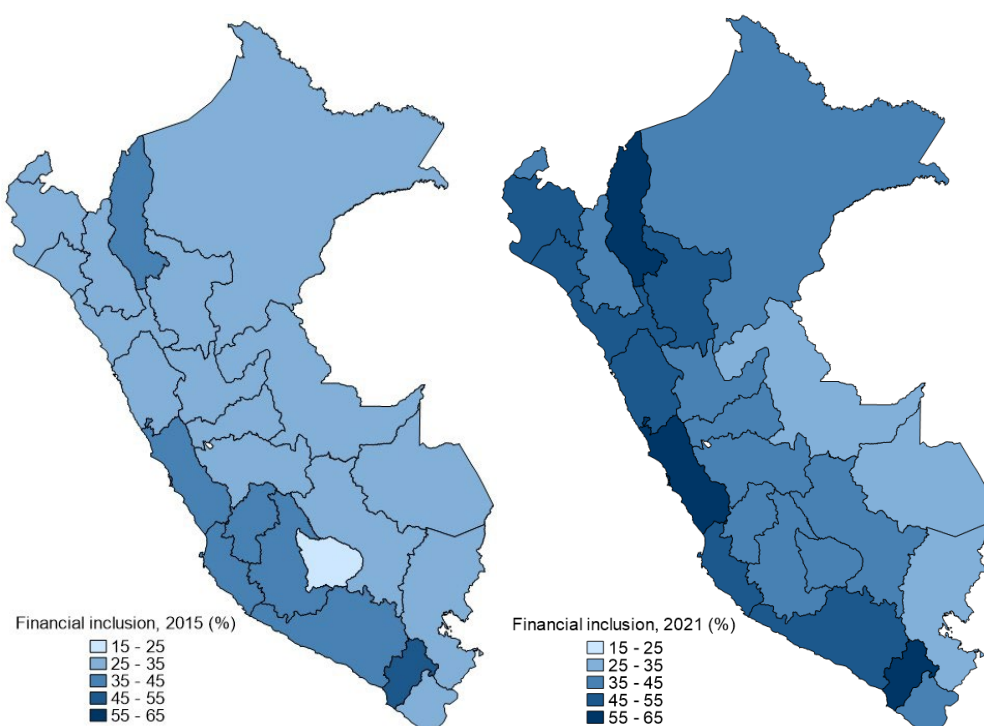 Financial inclusion, 2015 (%)
15 - 25
25 - 35
35 - 45
45 - 55
55 - 65
Financial inclusion, 2021 (%)
15 - 25
25 - 35
35 - 45
45 - 55
55 - 65